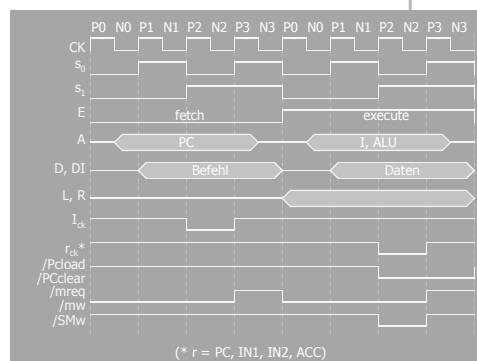 P0 N0 P1 N1 P2 N2 P3 N3 P0 N0 P1 N1 P2 N2 P3 N3
CK
s0
s1
E fetch execute
A PC I, ALU
D, DI Befehl Daten
L, R
Ick
rck*
/Pcload
/PCclear
/mreq
/mw
/SMw
(* r = PC, IN1, IN2, ACC)